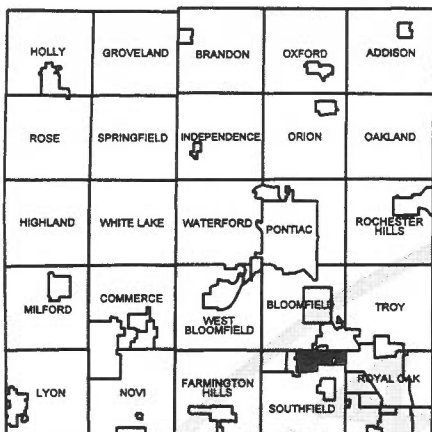 HOLLY GROVELAND BRANDON OXFORD ADDISON
ROSE SPRINGFIELD INDEPENDENCE ORION OAKLAND
HIGHLAND WHITE LAKE WATERFORD PONTIAC ROCHESTER
HILLS
MILFORD COMMERCE WEST
BLOOMFIELD BLOOMFIELD TROY
LYON NOVI FARMINGTON
HILLS SOUTHFIELD ROYAL OAK